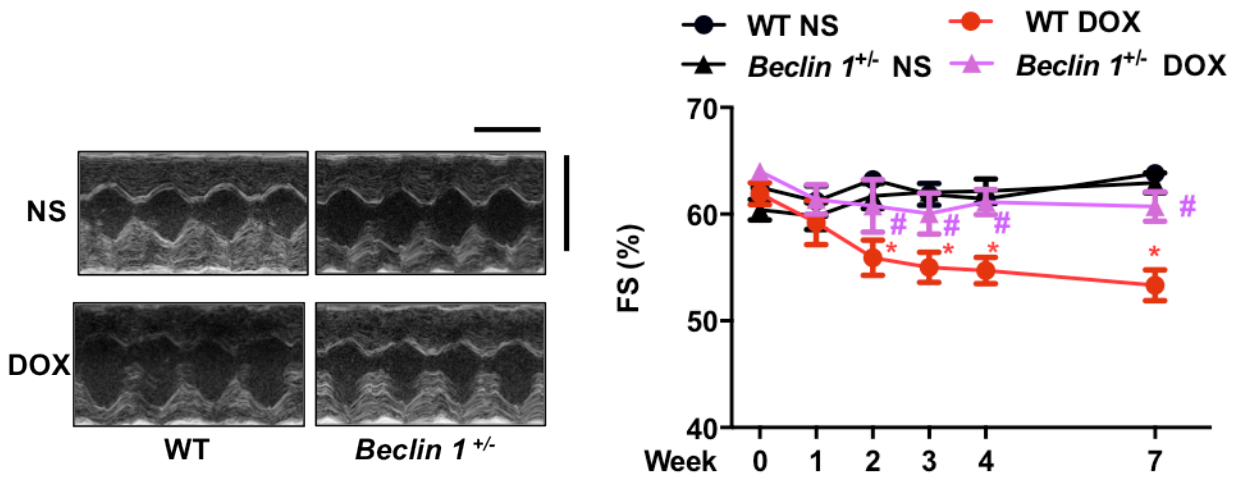 WT NS
WT DOX
Beclin 1+/- NS
Beclin 1+/- DOX
NS
DOX
WT
Beclin 1 +/-
FS (%)
70
60
50
40
#
#
#
#
*
*
*
*
Week 0 1 2 3 4 7